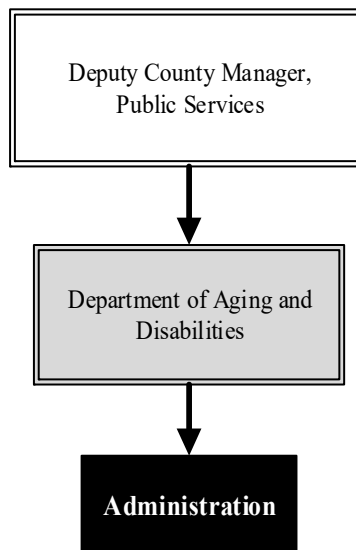 Deputy County Manager,
Public Services
Department of Aging and
Disabilities
Administration